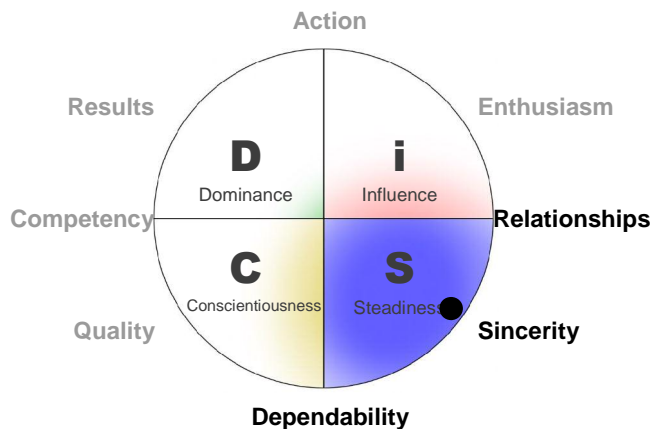 Action
Results
Enthusiasm
D
i
Dominance
Influence
Competency
Relationships
C
S
Conscientiousness
Steadiness
Quality
Sincerity
Dependability